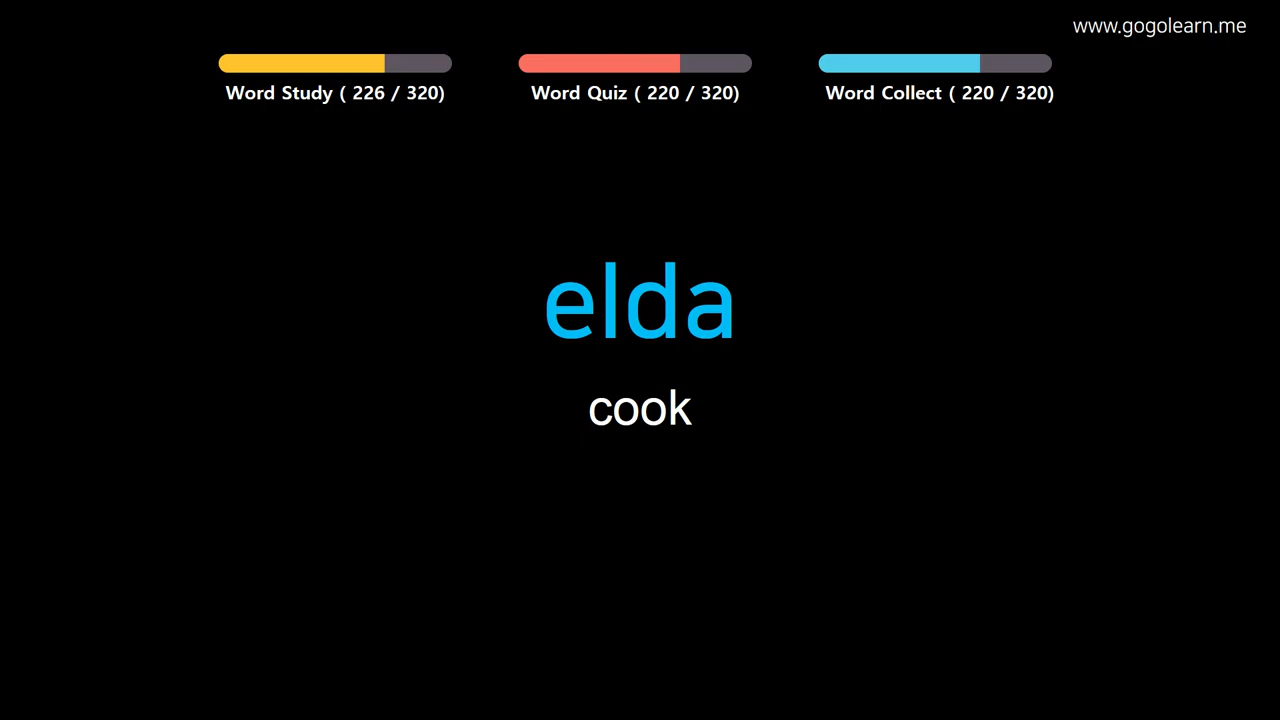 www.gogolearn.me
Word Study ( 226 / 320)
Word Quiz ( 220 / 320)
Word Collect ( 220 / 320)
elda
cook